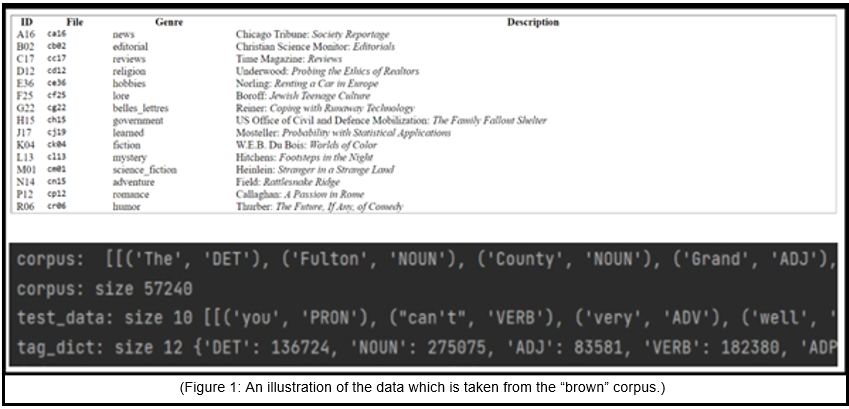 ID File Genre Description
A16 ca16 news Chicago Tribune: Society Reportage
B02 cb02 editorial Christian Science Monitor: Editorials
C17 cc17 reviews Time Magazine: Reviews
D12 cd12 religion Underwood: Probing the Ethics of Realtors
E36 ce36 hobbies Norling: Renting a Car in Europe
F25 cf25 lore Boroff: Jewish Teenage Culture
G22 cg22 belles_lettres Reiner: Coping with Runaway Technology
H15 ch15 government US Office of Civil and Defence Mobilization: The Family Fallout Shelter
J17 cj19 learned Mosteller: Probability with Statistical Applications
K04 ck04 fiction W.E.B. Du Bois: Worlds of Color
L13 cl13 mystery Hitchens: Footsteps in the Night
M01 cm01 science_fiction Heinlein: Stranger in a Strange Land
N14 cn15 adventure Field: Rattlesnake Ridge
P12 cp12 romance Callaghan: A Passion in Rome
R06 cr06 humor Thurber: The Future, If Any, of Comedy
corpus: [[('The', 'DET'), ('Fulton', 'NOUN'), ('County', 'NOUN'), ('Grand', 'ADJ'),
corpus: size 57240
test_data: size 10 [[('you', 'PRON'), ("can't", 'VERB'), ('very', 'ADV'), ('well', '
tag_dict: size 12 {'DET': 136724, 'NOUN': 275075, 'ADJ': 83581, 'VERB': 182380, 'ADP
(Figure 1: An illustration of the data which is taken from the “brown” corpus.)